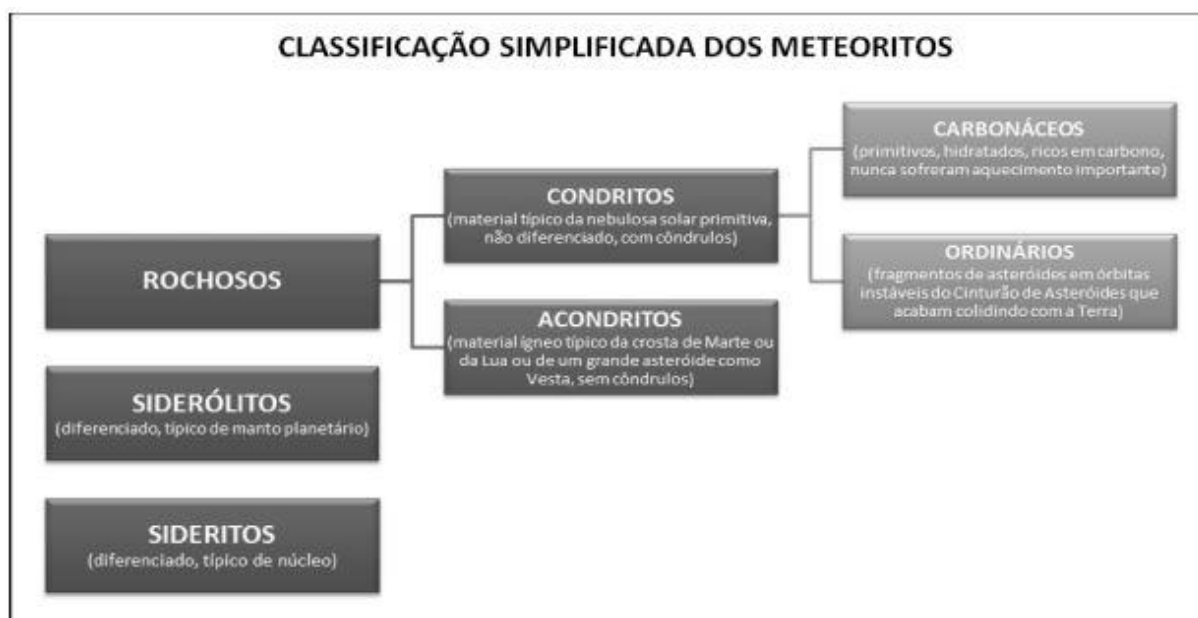 CLASSIFICAÇÃO SIMPLIFICADA DOS METEORITOS
ROCHOSOS
SIDERÓLITOS
(diferenciado, típico de manto planetário)
SIDERITOS
(diferenciado, típico de núcleo)
CONDRITOS
(material típico da nebulosa solar primitiva,
não diferenciado, com côndrulos)
ACONDRITOS
(material ígneo típico da crosta de Marte ou
da Lua ou de um grande asteróide como
Vesta, sem côndrulos)
CARBONÁCEOS
(primitivos, hidratados, ricos em carbono,
nunca sofreram aquecimento importante)
ORDINÁRIOS
(fragmentos de asteróides em órbitas
instáveis do Cinturão de Asteróides que
acabam colidindo com a Terra)